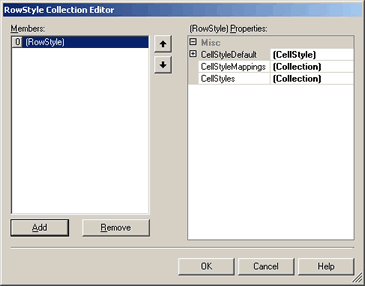 RowStyle Collection Editor
Members:
(RowStyle) Properties:
0 (RowStyle)
Misc
CellStyleDefault (CellStyle)
CellStyleMappings (Collection)
CellStyles (Collection)
Add Remove
OK Cancel Help